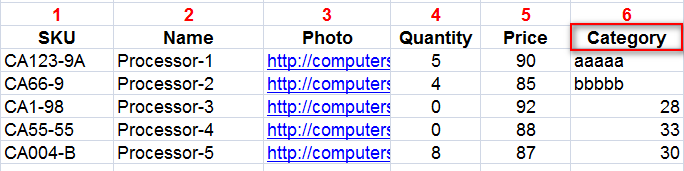 1 2 3 4 5 6
SKU Name Photo Quantity Price Category
CA123-9A Processor-1 http://computers 5 90 aaaaa
CA66-9 Processor-2 http://computers 4 85 bbbbb
CA1-98 Processor-3 http://computers 0 92 28
CA55-55 Processor-4 http://computers 0 88 33
CA004-B Processor-5 http://computers 8 87 30